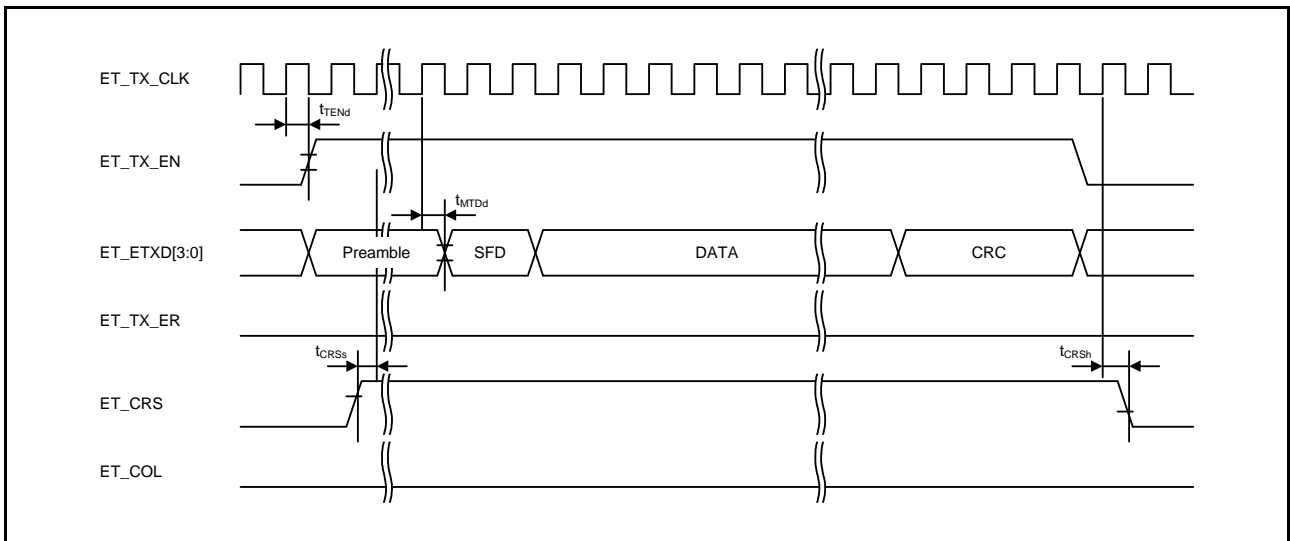 ET_TX_CLK
tTENd
ET_TX_EN
tMTDd
ET_ETXD[3:0]
Preamble
SFD
DATA
CRC
ET_TX_ER
tCRSs
tCRSh
ET_CRS
ET_COL